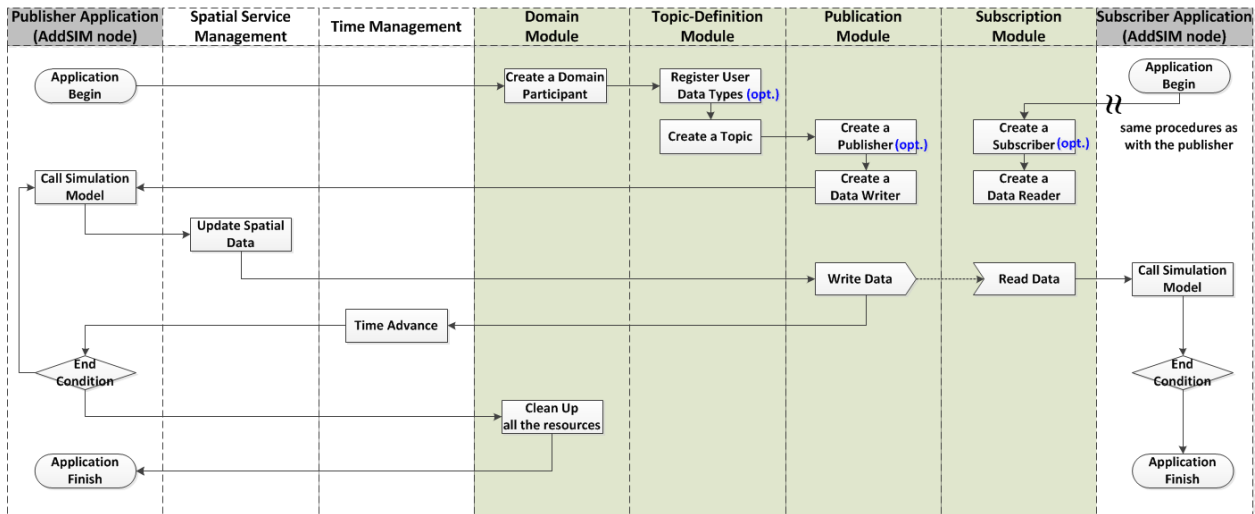 Publisher Application
(AddSIM node)
Spatial Service
Management
Time Management
Domain
Module
Topic-Definition
Module
Publication
Module
Subscription
Module
Subscriber Application
(AddSIM node)
Application
Begin
Create a Domain
Participant
Register User
Data Types (opt.)
Application
Begin
Create a Topic
Create a
Publisher (opt.)
Create a
Subscriber (opt.)
same procedures as
with the publisher
Call Simulation
Model
Create a
Data Writer
Create a
Data Reader
Update Spatial
Data
Write Data
Read Data
Call Simulation
Model
Time Advance
End
Condition
End
Condition
Clean Up
all the resources
Application
Finish
Application
Finish